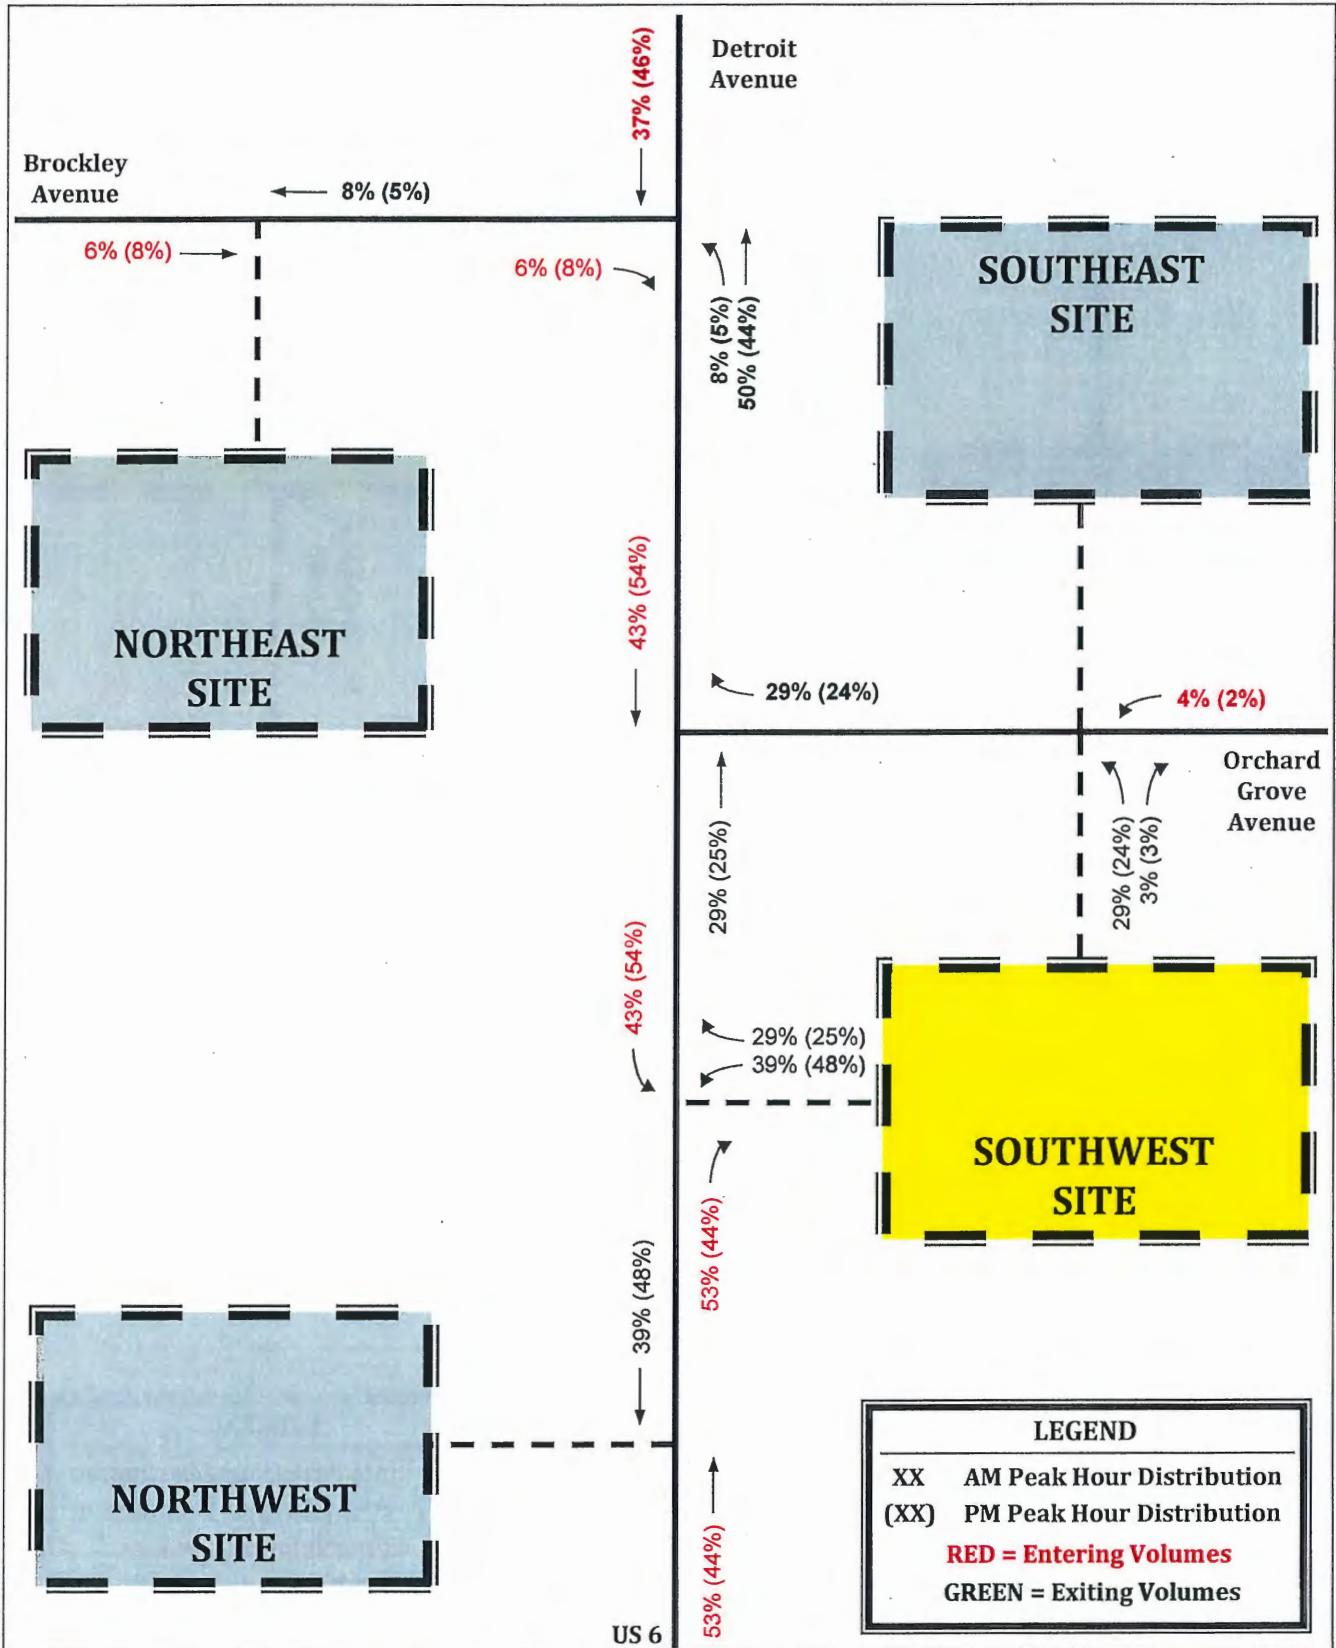 37% (46%)
Detroit
Avenue
Brockley
Avenue
8% (5%)
6% (8%)
6% (8%)
8% (5%)
50% (44%)
SOUTHEAST
SITE
NORTHEAST
SITE
43% (54%)
29% (24%)
4% (2%)
Orchard
Grove
Avenue
29% (25%)
29% (24%)
3% (3%)
43% (54%)
29% (25%)
39% (48%)
SOUTHWEST
SITE
53% (44%)
39% (48%)
NORTHWEST
SITE
53% (44%)
US 6
LEGEND
XX AM Peak Hour Distribution
(XX) PM Peak Hour Distribution
RED = Entering Volumes
GREEN = Exiting Volumes